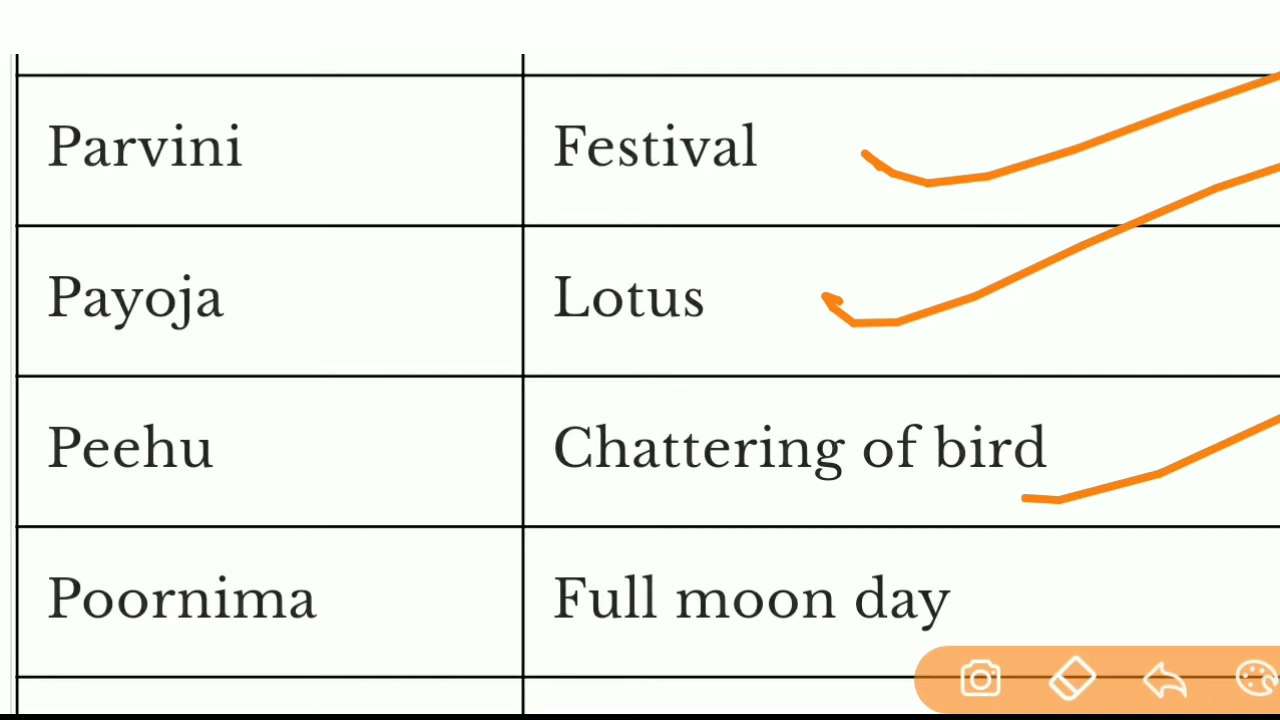 Parvini Festival
Payoja Lotus
Peehu Chattering of bird
Poornima Full moon day